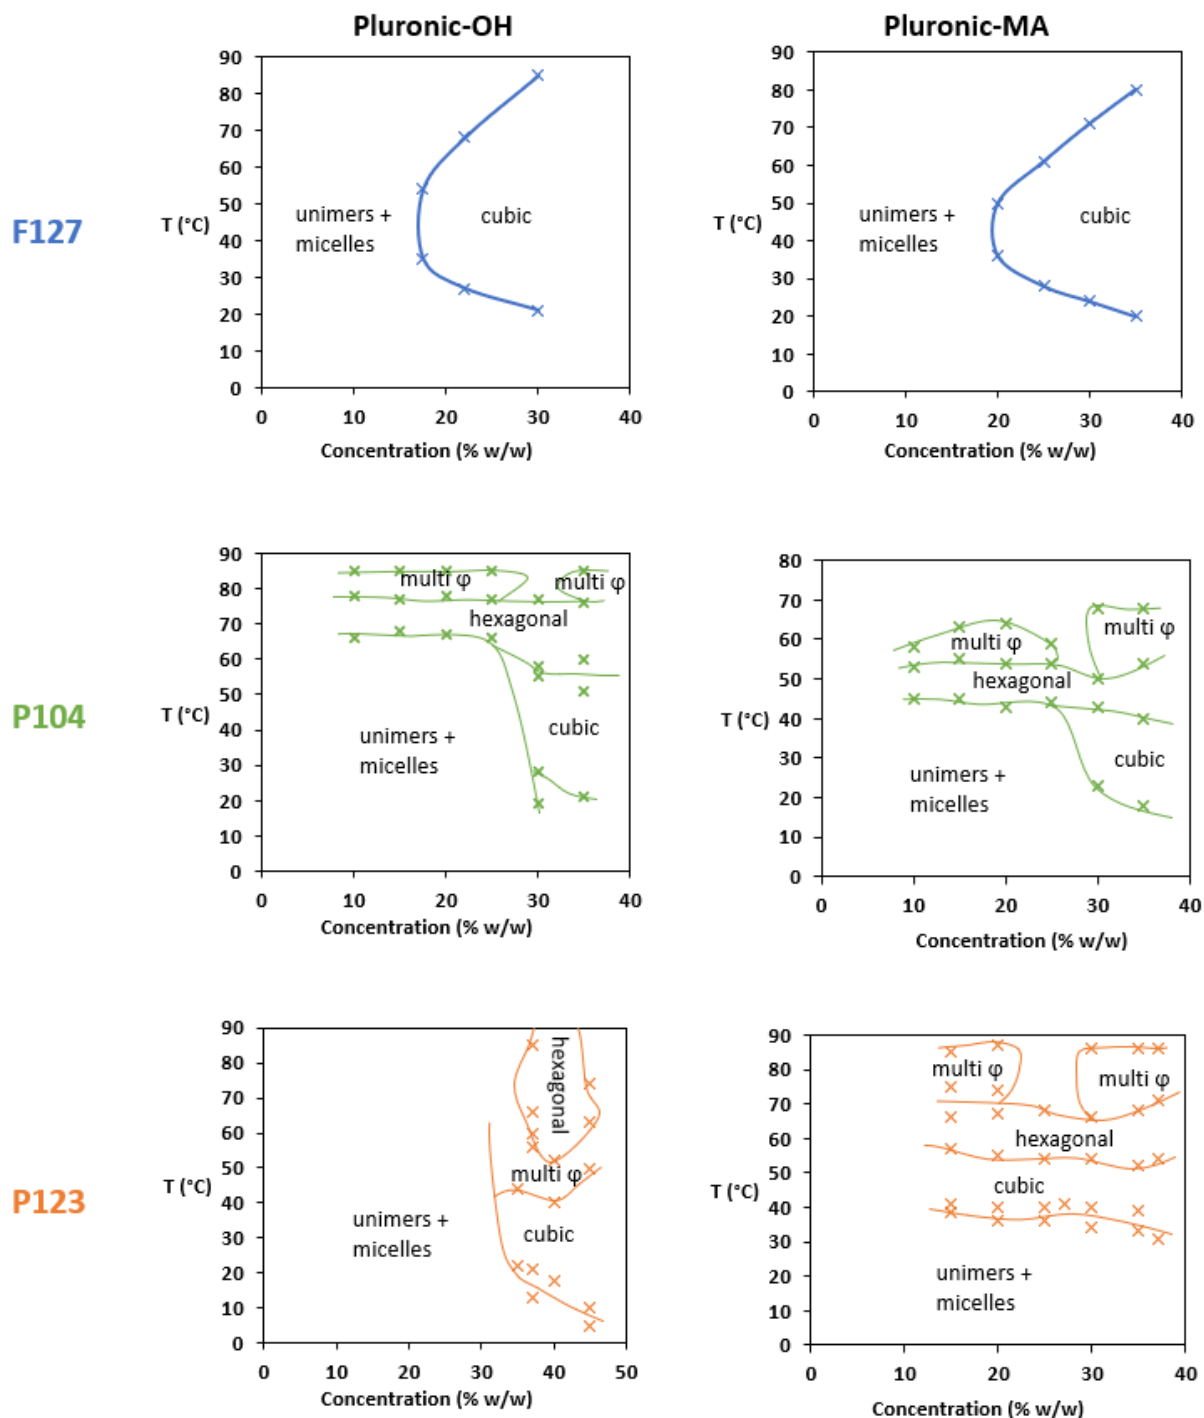 Pluronic-OH Pluronic-MA
F127
90
80
70
60
50
40
30
20
10
0
T (°C)
unimers +
micelles
cubic
0 10 20 30 40
Concentration (% w/w)
90
80
70
60
50
40
30
20
10
0
T (°C)
unimers +
micelles
cubic
0 10 20 30 40
Concentration (% w/w)
P104
90
80
70
60
50
40
30
20
10
0
T (°C)
multi φ
multi φ
hexagonal
unimers +
micelles
cubic
0 10 20 30 40
Concentration (% w/w)
80
70
60
50
40
30
20
10
0
T (°C)
multi φ
multi φ
hexagonal
cubic
unimers +
micelles
0 10 20 30 40
Concentration (% w/w)
P123
90
80
70
60
50
40
30
20
10
0
T (°C)
hexagonal
multi φ
unimers +
micelles
cubic
0 10 20 30 40 50
Concentration (% w/w)
90
80
70
60
50
40
30
20
10
0
T (°C)
multi φ
multi φ
hexagonal
cubic
unimers +
micelles
0 10 20 30 40
Concentration (% w/w)